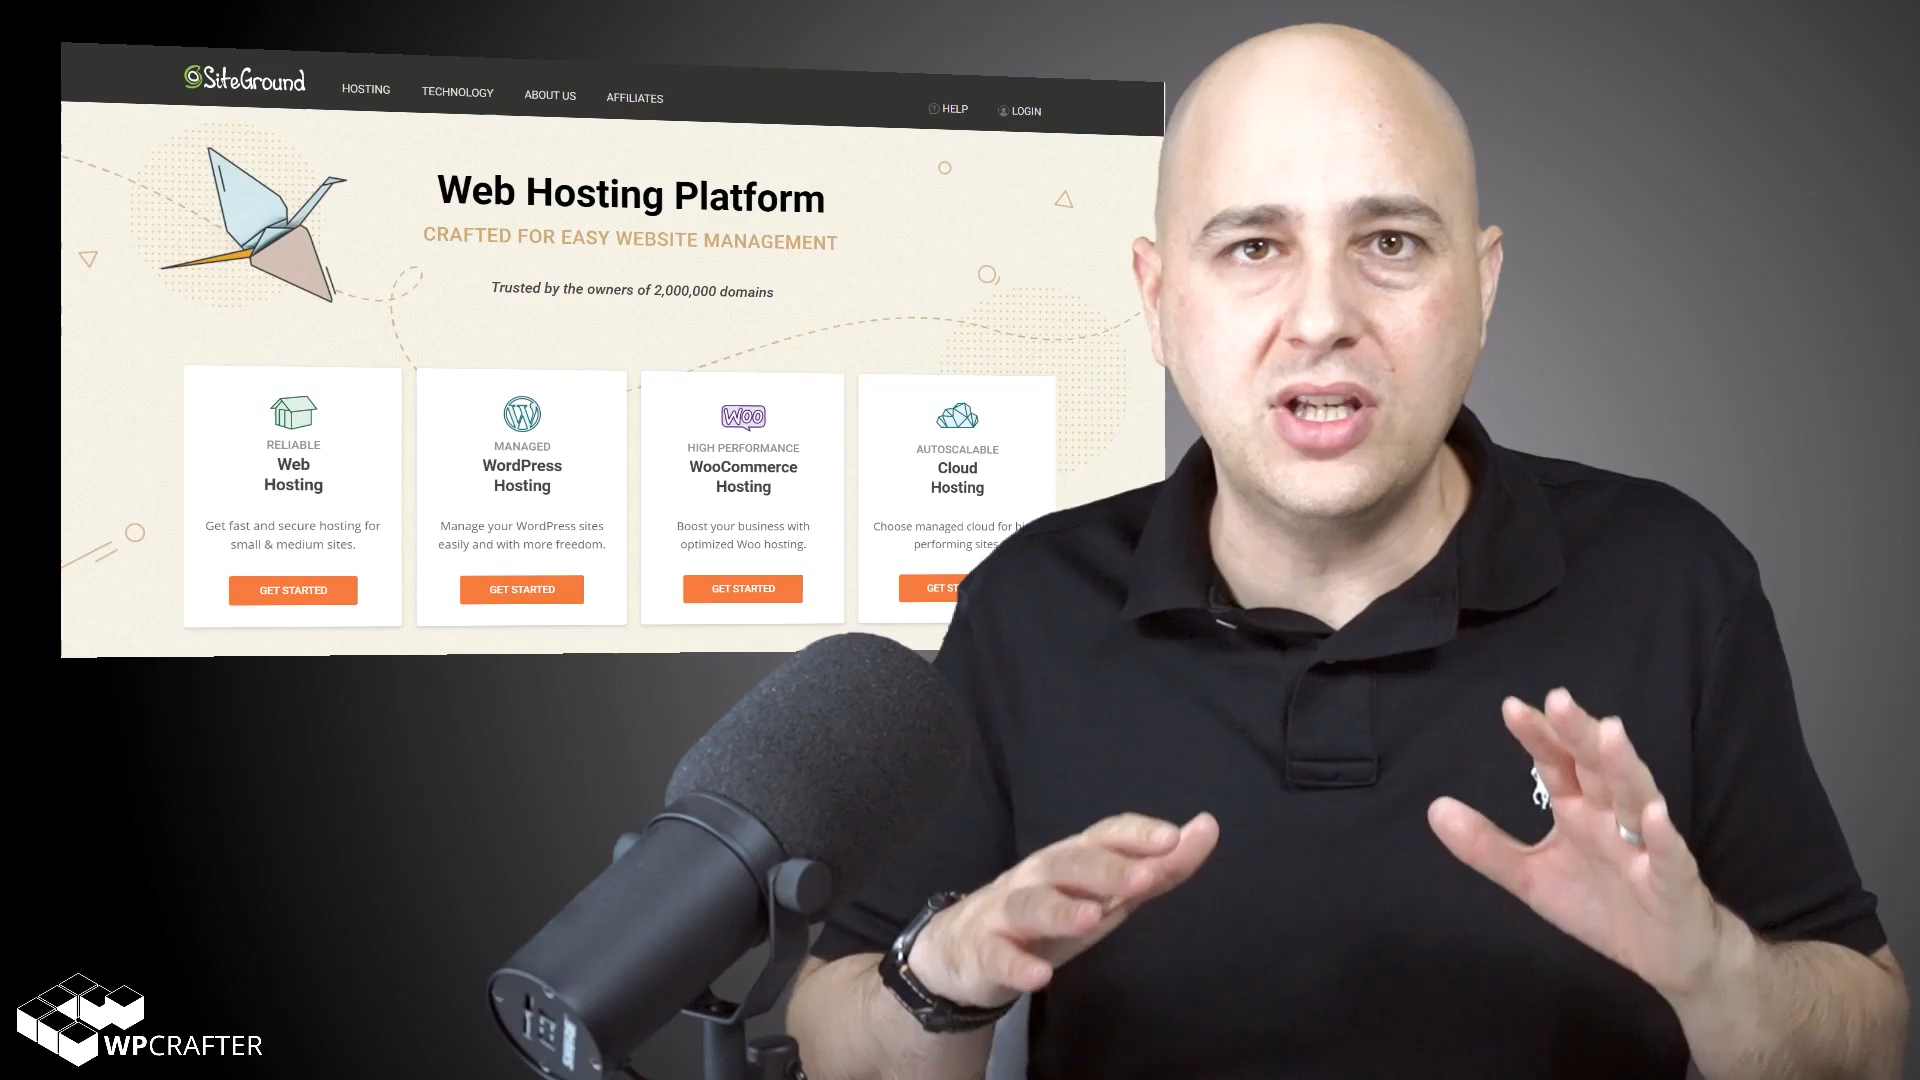 SiteGround
HOSTING
TECHNOLOGY
ABOUT US
AFFILIATES
HELP
LOGIN
Web Hosting Platform
CRAFTED FOR EASY WEBSITE MANAGEMENT
Trusted by the owners of 2,000,000 domains
RELIABLE
Web
Hosting
Get fast and secure hosting for
small & medium sites.
GET STARTED
MANAGED
WordPress
Hosting
Manage your WordPress sites
easily and with more freedom.
GET STARTED
WOO
HIGH PERFORMANCE
WooCommerce
Hosting
Boost your business with
optimized Woo hosting.
GET STARTED
AUTOSCALABLE
Cloud
Hosting
Choose managed cloud for
performing sites
GET
WPCRAFTER